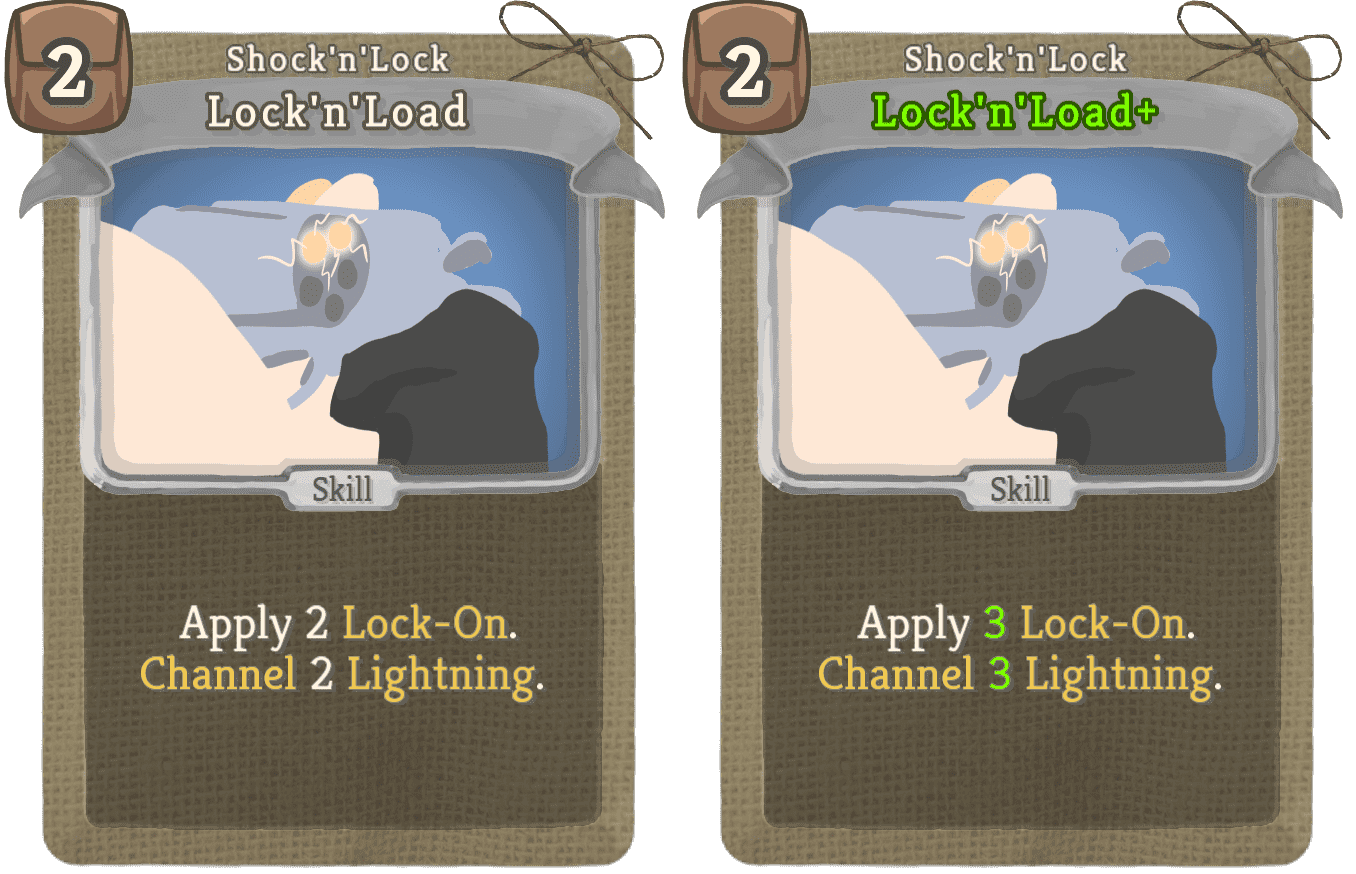 2
Shock'n'Lock
Lock'n'Load
Skill
Apply 2 Lock-On.
Channel 2 Lightning.
2
Shock'n'Lock
Lock'n'Load+
Skill
Apply 3 Lock-On.
Channel 3 Lightning.